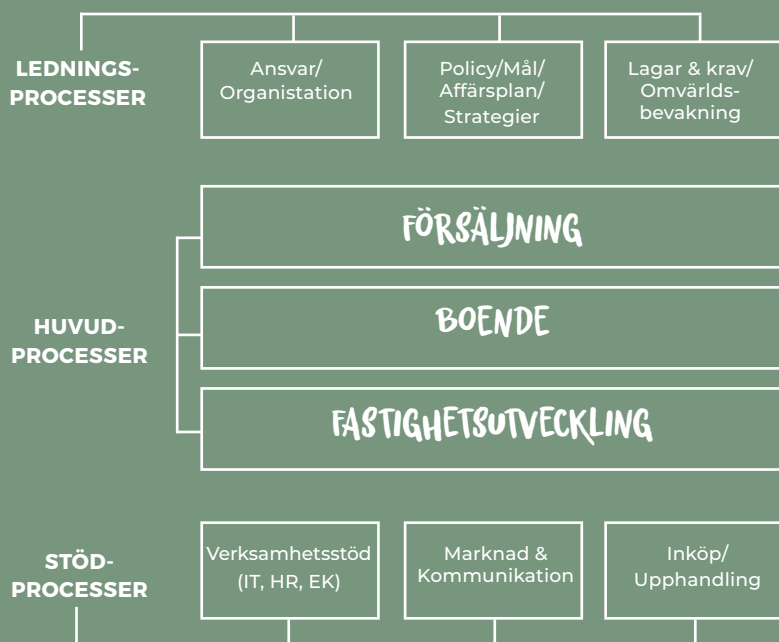 LEDNINGS-
PROCESSER
Ansvar/
Organistation
Policy/Mål/
Affärsplan/
Strategier
Lagar & krav/
Omvärlds-
bevakning
HUVUD-
PROCESSER
FÖRSÄLJNING
BOENDE
FASTIGHETSUTVECKLING
STÖD-
PROCESSER
Verksamhetsstöd
(IT, HR, EK)
Marknad &
Kommunikation
Inköp/
Upphandling